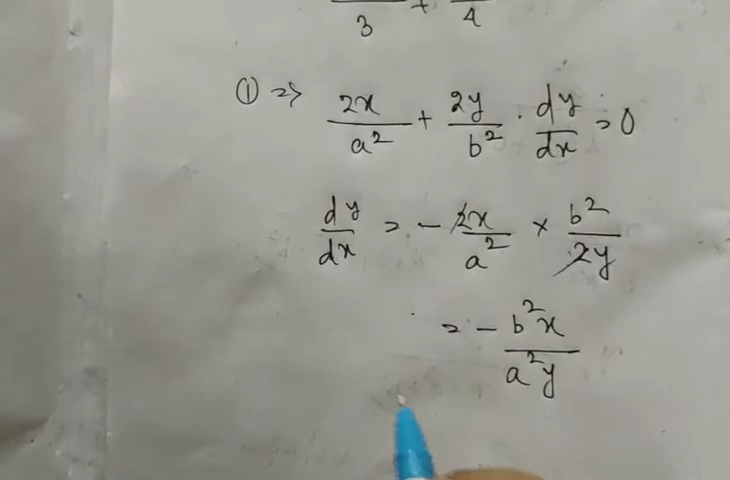 3 + 4
① => 2x/a² + 2y/b² · dy/dx = 0
dy/dx = - 2x/a² × b²/2y
= - b²x/a²y